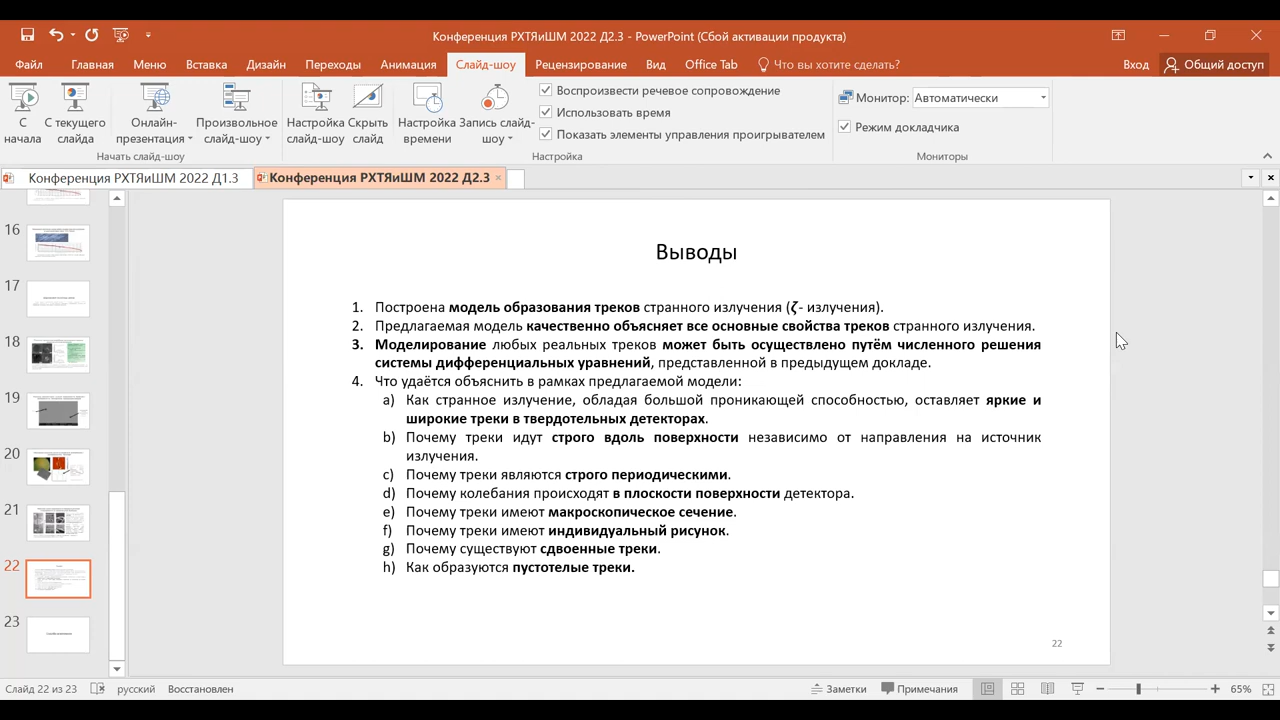 Конференция РХТЯиШМ 2022 Д2.3 - PowerPoint (Сбой активации продукта)
Файл Главная Меню Вставка Дизайн Переходы Анимация Слайд-шоу Рецензирование Вид Office Tab Что вы хотите сделать? Вход Общий доступ
С начала
С текущего слайда
Онлайн-презентация
Произвольное слайд-шоу
Начать слайд-шоу
Настройка слайд-шоу
Скрыть слайд
Настройка времени
Запись слайд-шоу
Воспроизвести речевое сопровождение
Использовать время
Показать элементы управления проигрывателем
Настройка
Монитор: Автоматически
Режим докладчика
Мониторы
Конференция РХТЯиШМ 2022 Д1.3
Конференция РХТЯиШМ 2022 Д2.3
16
17
18
19
20
21
22
23
Выводы
1. Построена модель образования треков странного излучения (ζ- излучения).
2. Предлагаемая модель качественно объясняет все основные свойства треков странного излучения.
3. Моделирование любых реальных треков может быть осуществлено путём численного решения
системы дифференциальных уравнений, представленной в предыдущем докладе.
4. Что удаётся объяснить в рамках предлагаемой модели:
a) Как странное излучение, обладая большой проникающей способностью, оставляет яркие и
широкие треки в твердотельных детекторах.
b) Почему треки идут строго вдоль поверхности независимо от направления на источник
излучения.
c) Почему треки являются строго периодическими.
d) Почему колебания происходят в плоскости поверхности детектора.
e) Почему треки имеют макроскопическое сечение.
f) Почему треки имеют индивидуальный рисунок.
g) Почему существуют сдвоенные треки.
h) Как образуются пустотелые треки.
22
Слайд 22 из 23 русский Восстановлен Заметки Примечания 65%